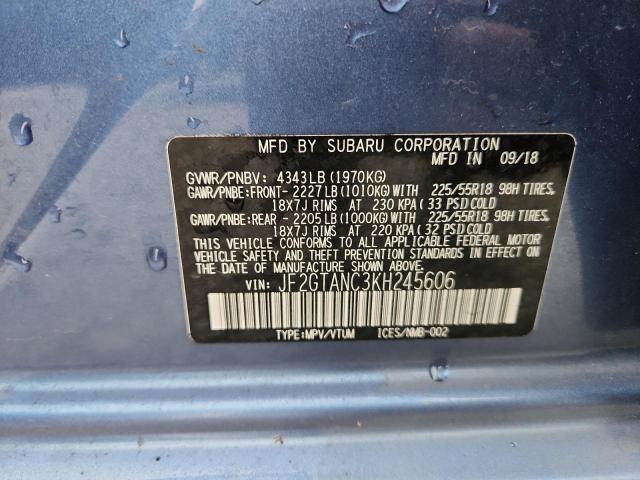 MFD BY SUBARU CORPORATION
MFD IN 09/18
GVWR/PNBV: 4343LB (1970KG)
GAWR/PNBE:FRONT- 2227LB (1010KG) WITH 225/55R18 98H TIRES,
18X7J RIMS AT 230 KPA (33 PSI) COLD
GAWR/PNBE:REAR - 2205LB (1000KG) WITH 225/55R18 98H TIRES,
18X7J RIMS AT 220 KPA (32 PSI) COLD
THIS VEHICLE CONFORMS TO ALL APPLICABLE FEDERAL MOTOR
VEHICLE SAFETY AND THEFT PREVENTION STANDARDS IN EFFECT ON
THE DATE OF MANUFACTURE SHOWN ABOVE.
VIN: JF2GTANC3KH245606
TYPE:MPV/VTUM ICES/NMB-002